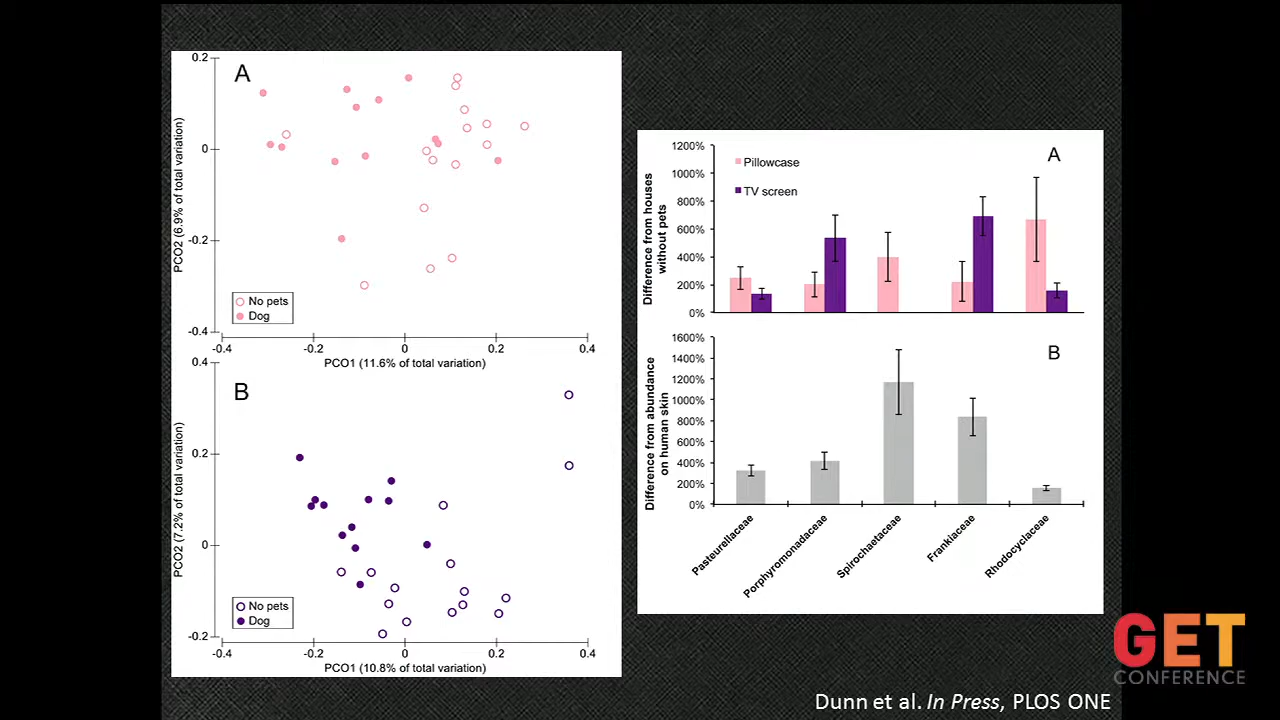 A
0.2
0
-0.2
-0.4
PCO2 (6.9% of total variation)
No pets
Dog
-0.4
-0.2
0
0.2
0.4
PCO1 (11.6% of total variation)
B
0.4
0.2
0
-0.2
PCO2 (7.2% of total variation)
No pets
Dog
-0.4
-0.2
0
0.2
0.4
PCO1 (10.8% of total variation)
A
Pillowcase
TV screen
Difference from houses
without pets
1200%
1000%
800%
600%
400%
200%
0%
B
Difference from abundance
on human skin
1600%
1400%
1200%
1000%
800%
600%
400%
200%
0%
Pasteurellaceae
Porphyromonadaceae
Spirochaetaceae
Frankiaceae
Rhodocyclaceae
GET
CONFERENCE
Dunn et al. In Press, PLOS ONE